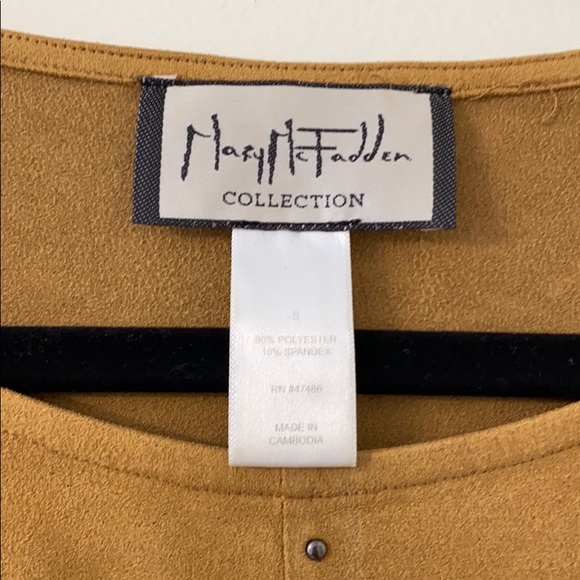 Mary McFadden
COLLECTION
S
90% POLYESTER
10% SPANDEX
RN #47486
MADE IN
CAMBODIA